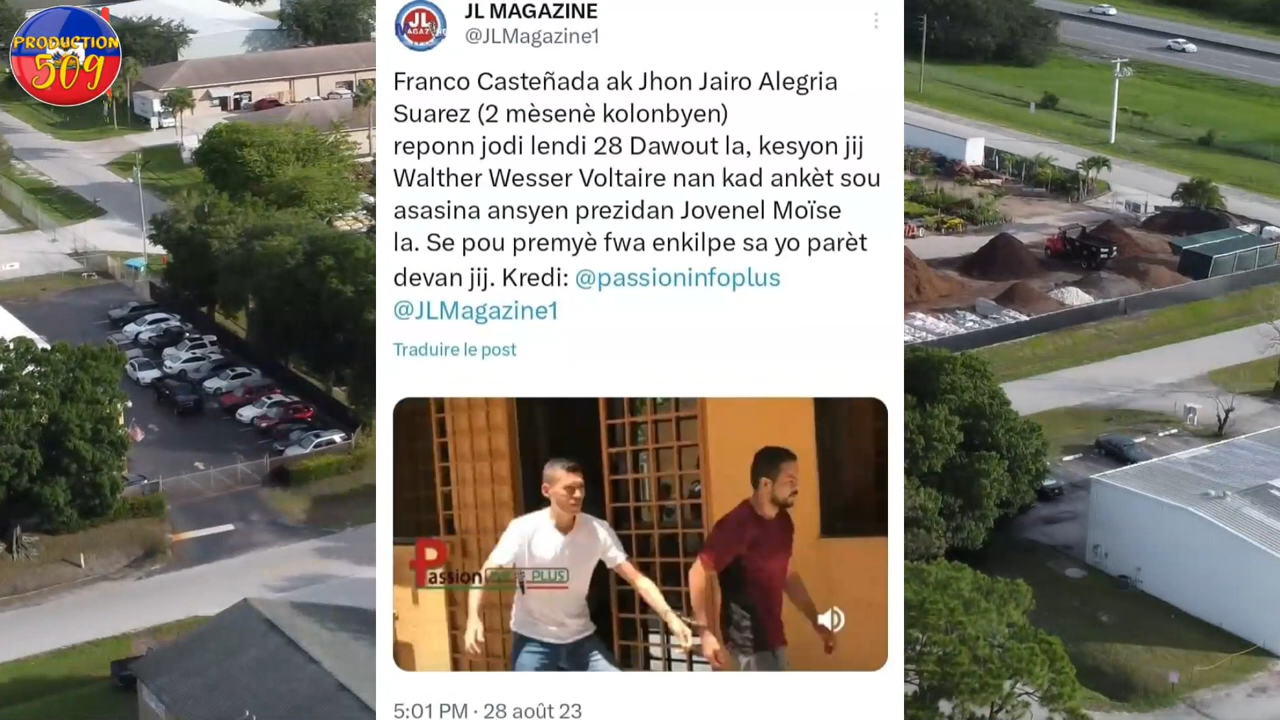 PRODUCTION
509
JL MAGAZINE
@JLMagazine1
Franco Casteñada ak Jhon Jairo Alegria
Suarez (2 mèsenè kolonbyen)
reponn jodi lendi 28 Dawout la, kesyon jij
Walther Wesser Voltaire nan kad ankèt sou
asasina ansyen prezidan Jovenel Moïse
la. Se pou premyè fwa enkilpe sa yo parèt
devan jij. Kredi: @passioninfoplus
@JLMagazine1
Traduire le post
Passion
PLUS
5:01 PM · 28 août 23